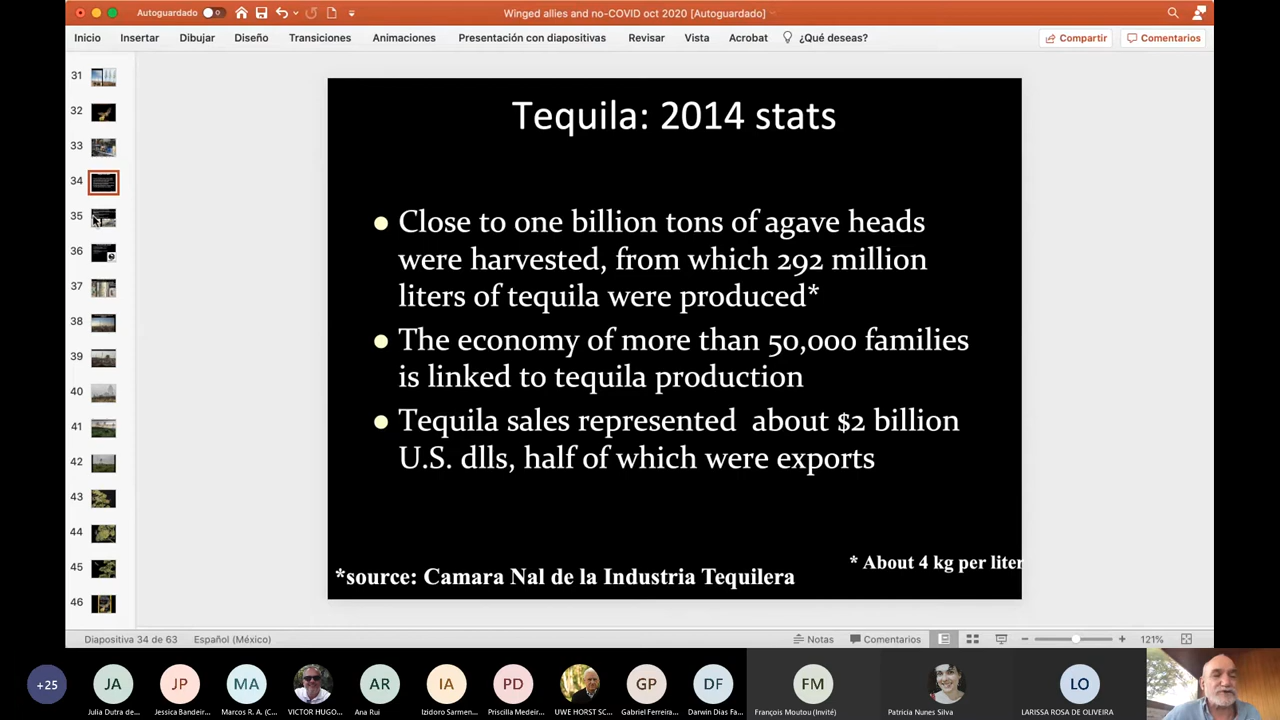 Autoguardado
Winged allies and no-COVID oct 2020 [Autoguardado]
Inicio Insertar Dibujar Diseño Transiciones Animaciones Presentación con diapositivas Revisar Vista Acrobat ¿Qué deseas? Compartir Comentarios
31
32
33
34
35
36
37
38
39
40
41
42
43
44
45
46
Tequila: 2014 stats
Close to one billion tons of agave heads
were harvested, from which 292 million
liters of tequila were produced*
The economy of more than 50,000 families
is linked to tequila production
Tequila sales represented about $2 billion
U.S. dlls, half of which were exports
* About 4 kg per liter
*source: Camara Nal de la Industria Tequilera
Diapositiva 34 de 63 Español (México) Notas Comentarios 121%
+25 JA JP MA AR IA PD GP DF FM LO
Julia Dutra de... Jessica Bandeir... Marcos R. A. (C... VICTOR HUGO... Ana Rui Izidoro Sarmen... Priscilla Medeir... UWE HORST SC... Gabriel Ferreira... Darwin Dias Fa... François Moutou (Invité) Patricia Nunes Silva LARISSA ROSA DE OLIVEIRA